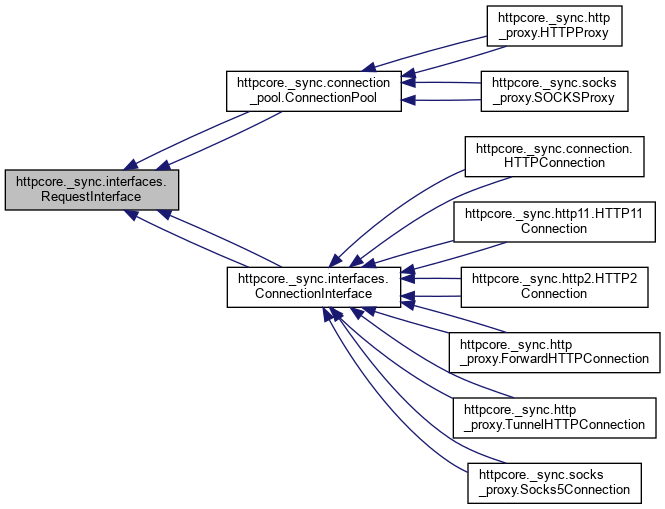 httpcore._sync.http
_proxy.HTTPProxy
httpcore._sync.connection
_pool.ConnectionPool
httpcore._sync.socks
_proxy.SOCKSProxy
httpcore._sync.connection.
HTTPConnection
httpcore._sync.interfaces.
RequestInterface
httpcore._sync.http11.HTTP11
Connection
httpcore._sync.interfaces.
ConnectionInterface
httpcore._sync.http2.HTTP2
Connection
httpcore._sync.http
_proxy.ForwardHTTPConnection
httpcore._sync.http
_proxy.TunnelHTTPConnection
httpcore._sync.socks
_proxy.Socks5Connection